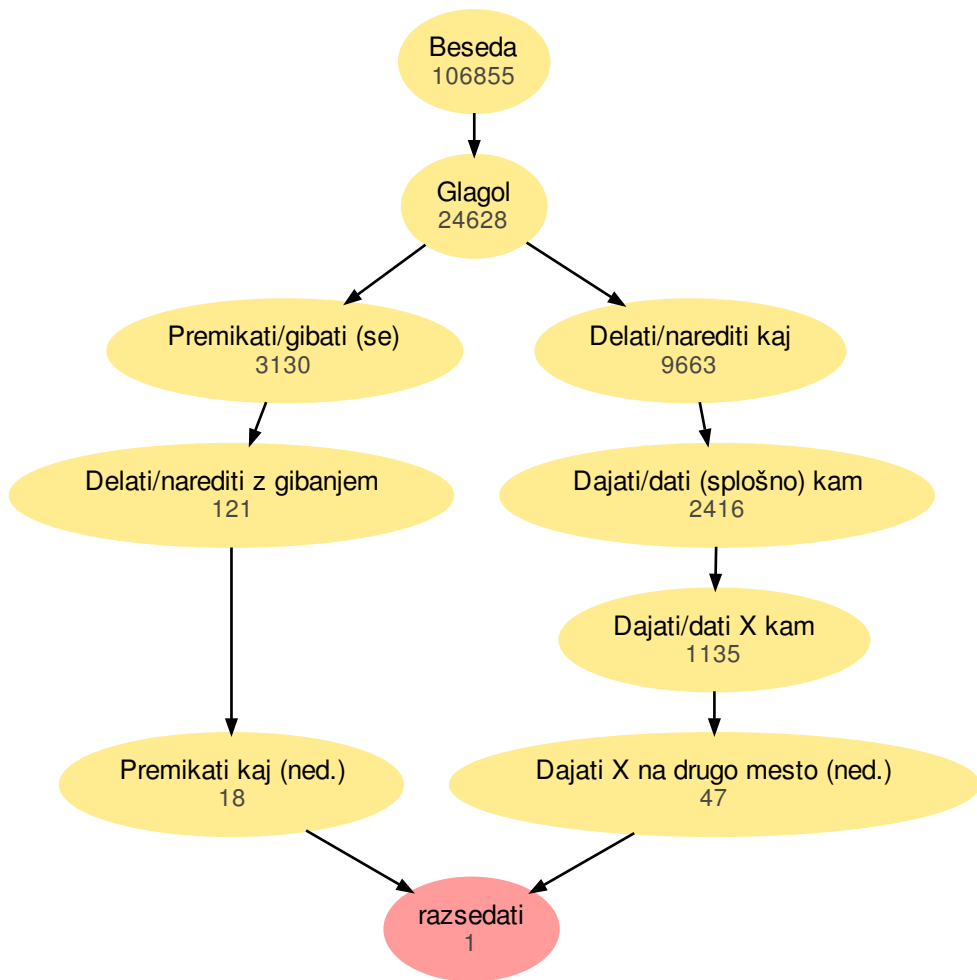 Beseda
106855
Glagol
24628
Premikati/gibati (se)
3130
Delati/narediti kaj
9663
Delati/narediti z gibanjem
121
Dajati/dati (splošno) kam
2416
Dajati/dati X kam
1135
Premikati kaj (ned.)
18
Dajati X na drugo mesto (ned.)
47
razsedati
1